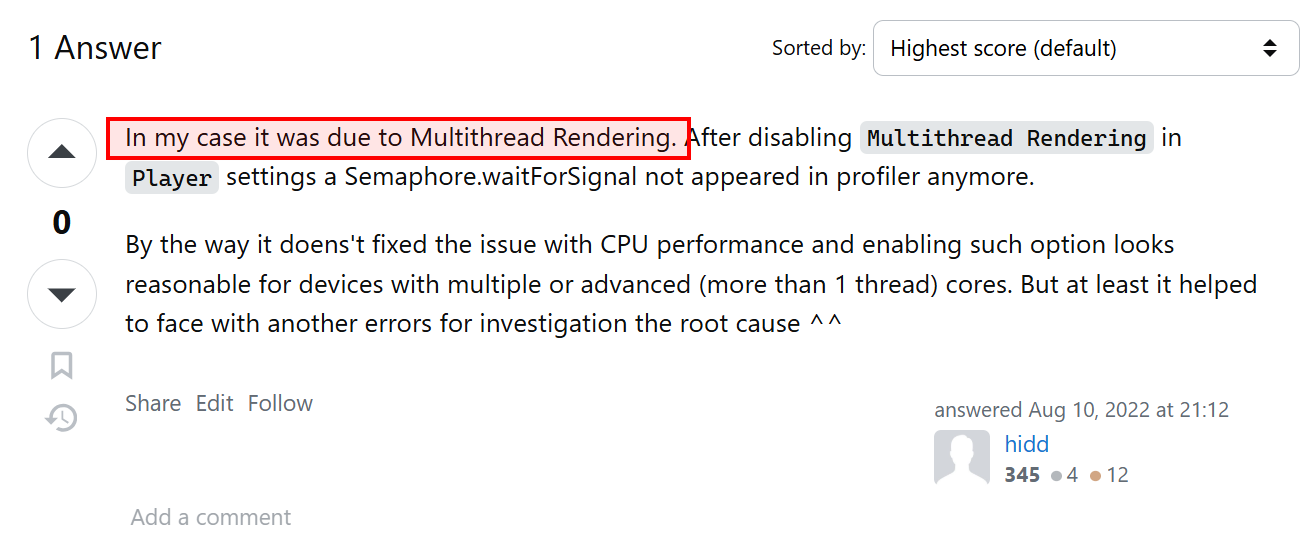 1 Answer
Sorted by:
Highest score (default)
In my case it was due to Multithread Rendering. After disabling Multithread Rendering in
Player settings a Semaphore.waitForSignal not appeared in profiler anymore.
0
By the way it doens't fixed the issue with CPU performance and enabling such option looks
reasonable for devices with multiple or advanced (more than 1 thread) cores. But at least it helped
to face with another errors for investigation the root cause ^^
Share Edit Follow
answered Aug 10, 2022 at 21:12
hidd
345 4 12
Add a comment